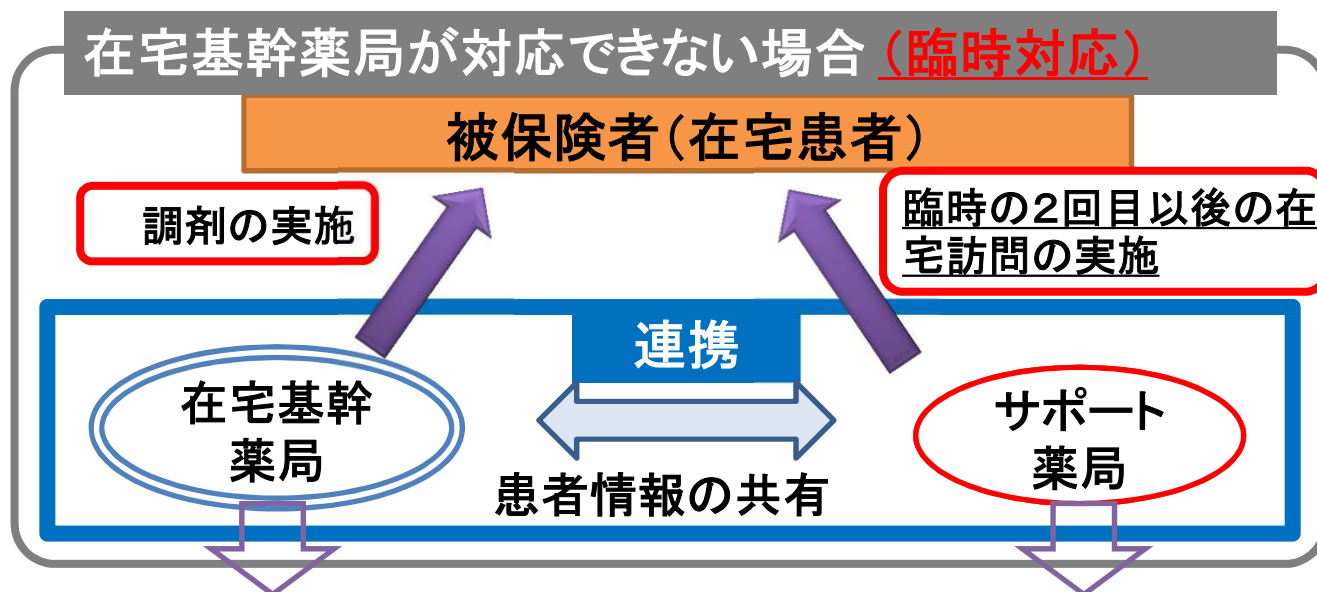 在宅基幹薬局が対応できない場合（臨時対応）
被保険者（在宅患者）
調剤の実施
臨時の２回目以後の在
宅訪問の実施
連携
在宅基幹
薬局
サポート
薬局
患者情報の共有